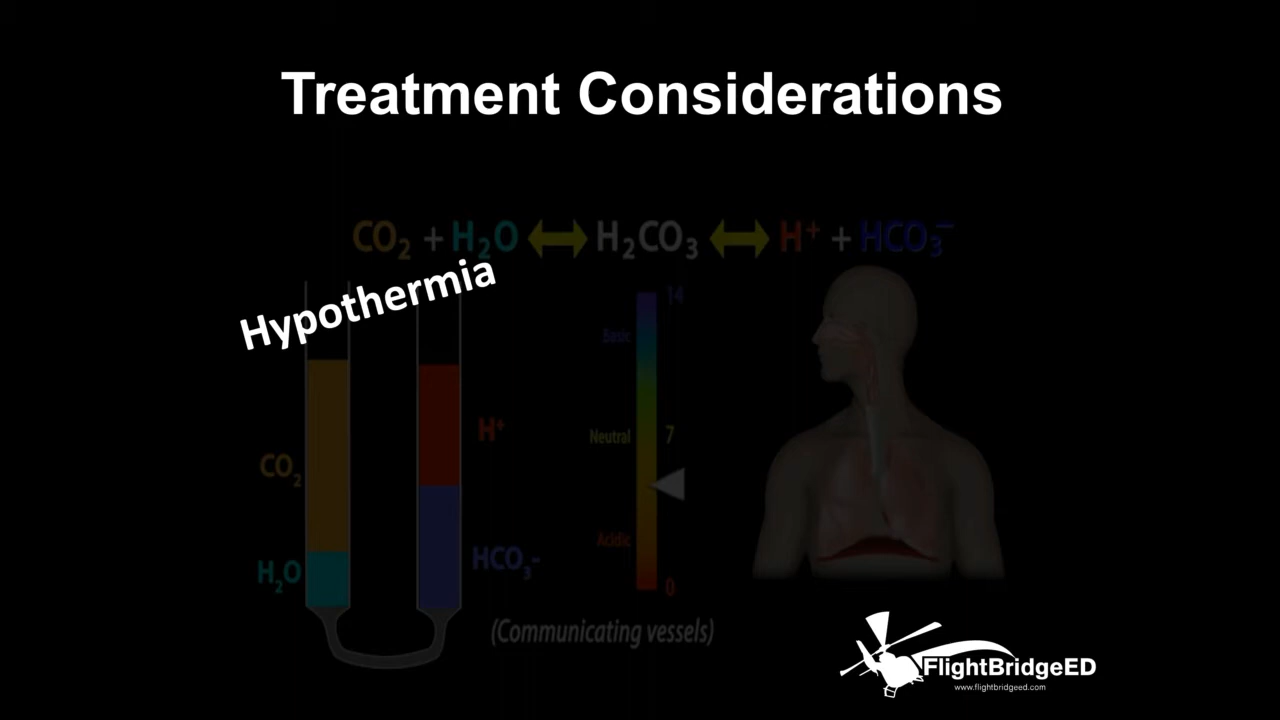 Treatment Considerations
CO₂ + H₂O ⟺ H₂CO₃ ⟺ H⁺ + HCO₃⁻
Hypothermia
14
Basic
Neutral 7
H⁺
CO₂
Acidic
HCO₃⁻
H₂O
0
(Communicating vessels)
FlightBridgeED
www.flightbridgeed.com